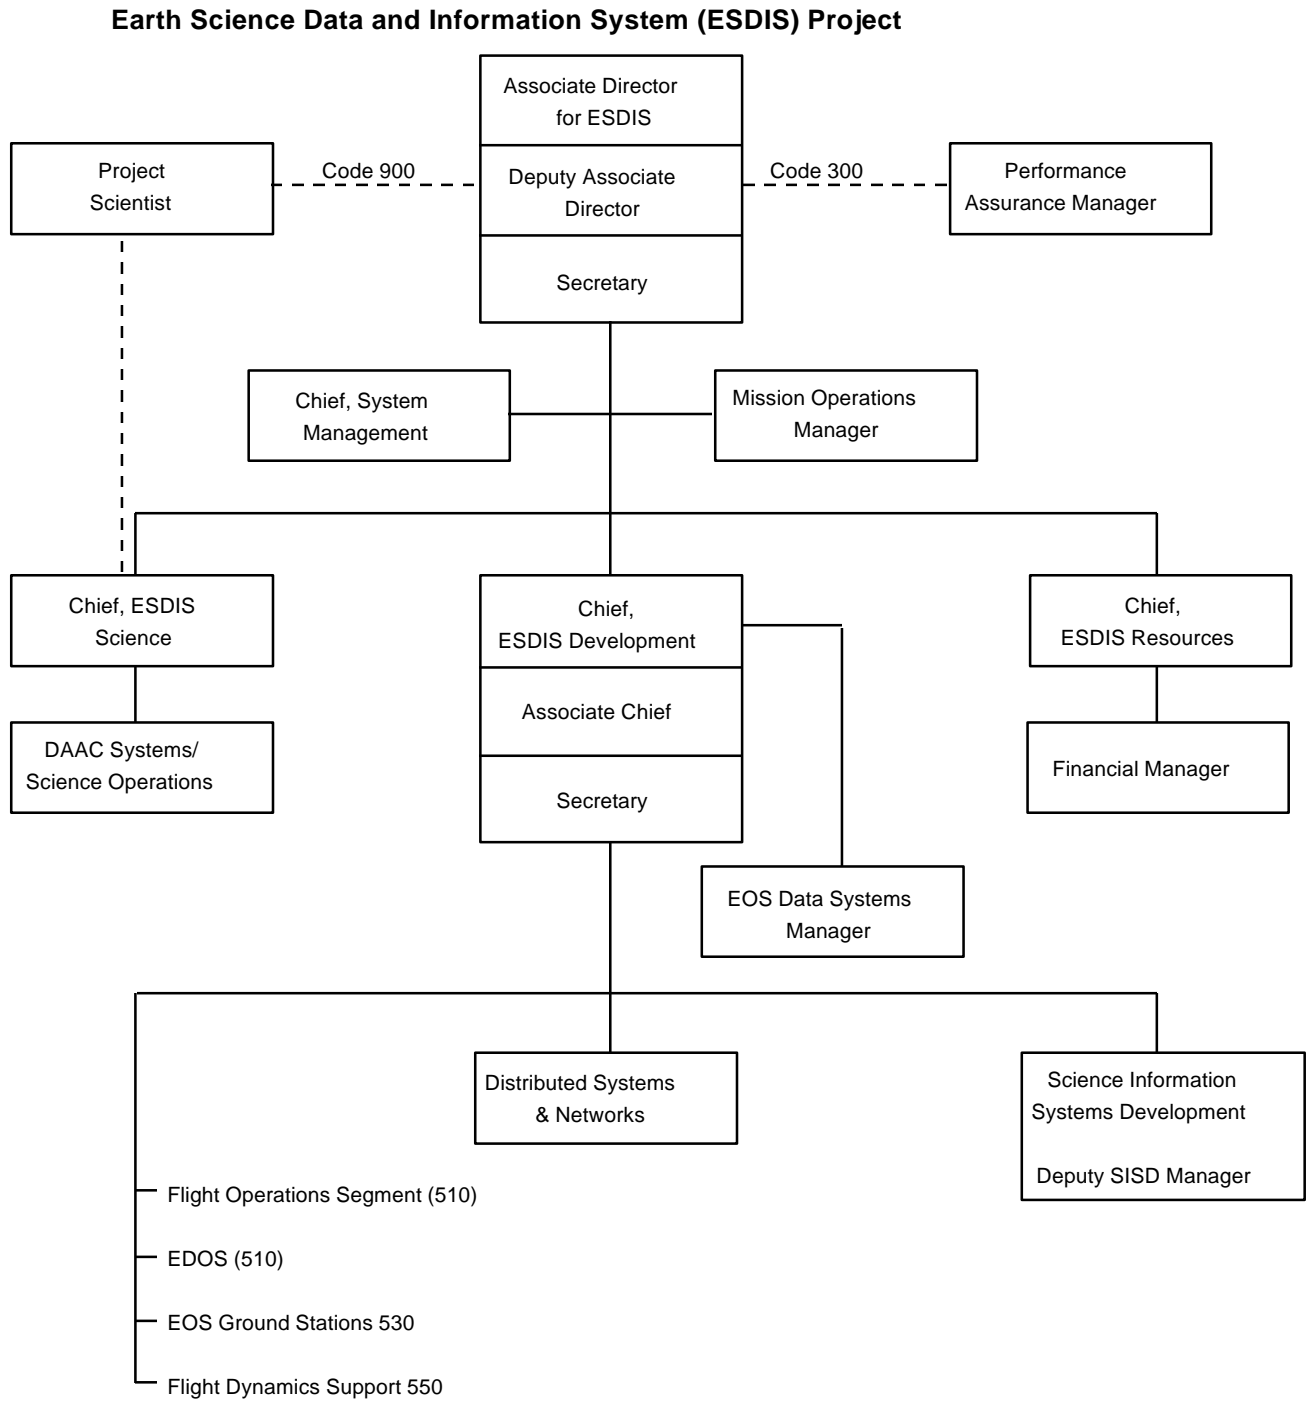 Earth Science Data and Information System (ESDIS) Project
Associate Director
for ESDIS
Project
Scientist
Code 900
Deputy Associate
Director
Code 300
Performance
Assurance Manager
Secretary
Chief, System
Management
Mission Operations
Manager
Chief, ESDIS
Science
Chief,
ESDIS Development
Chief,
ESDIS Resources
DAAC Systems/
Science Operations
Associate Chief
Financial Manager
Secretary
EOS Data Systems
Manager
Distributed Systems
& Networks
Science Information
Systems Development
Deputy SISD Manager
Flight Operations Segment (510)
EDOS (510)
EOS Ground Stations 530
Flight Dynamics Support 550